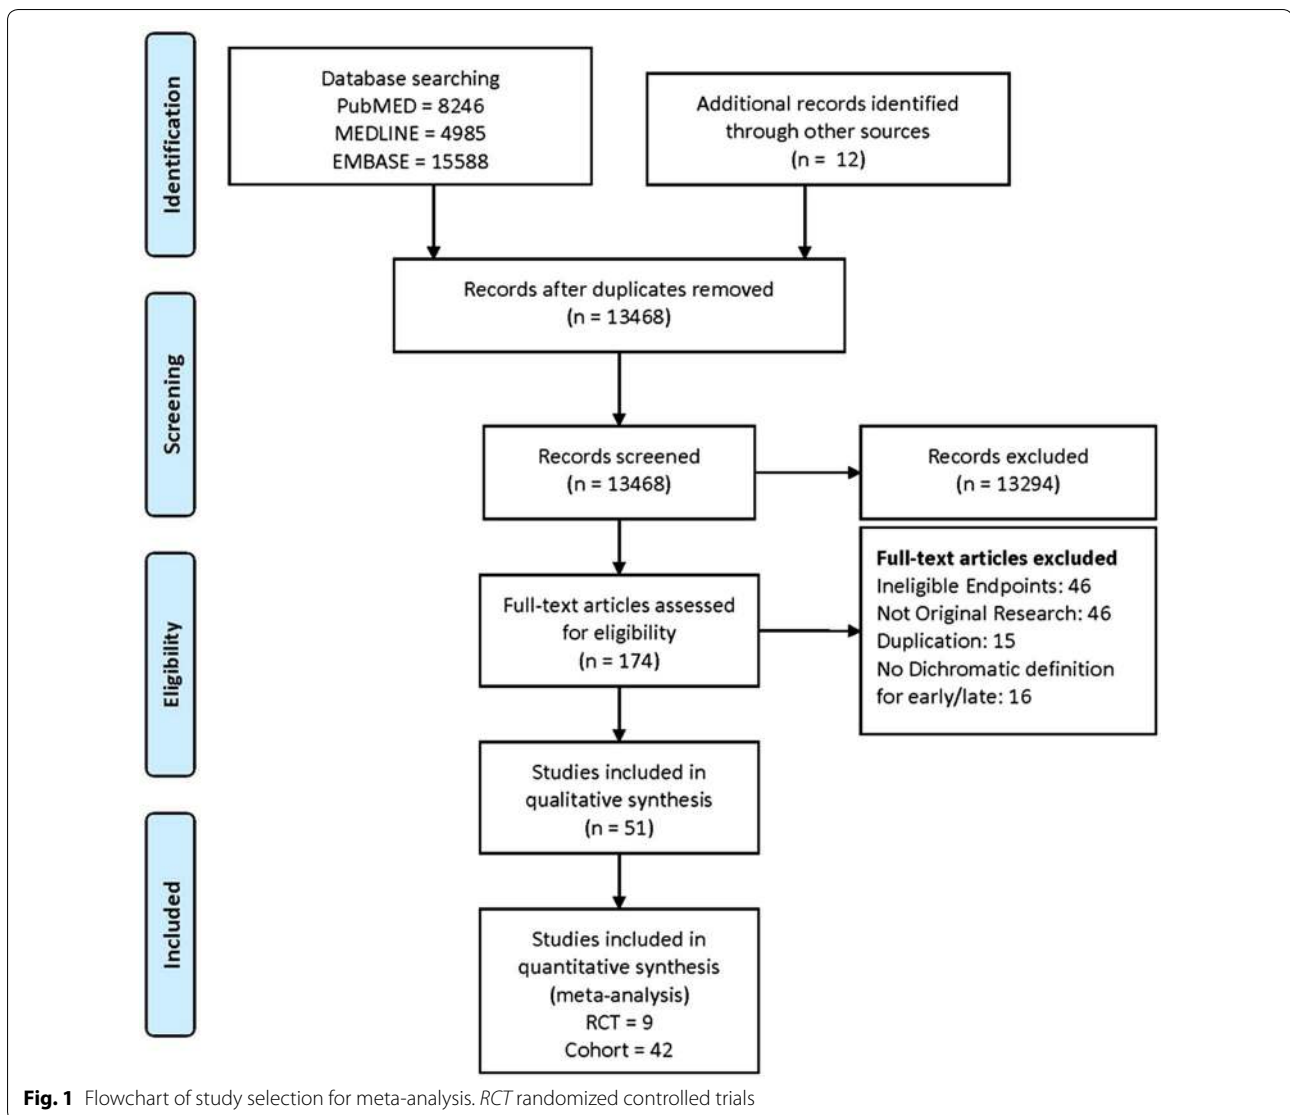 Identification
Database searching
PubMED = 8246
MEDLINE = 4985
EMBASE = 15588
Additional records identified
through other sources
(n = 12)
Records after duplicates removed
(n = 13468)
Screening
Records screened
(n = 13468)
Records excluded
(n = 13294)
Eligibility
Full-text articles assessed
for eligibility
(n = 174)
Full-text articles excluded
Ineligible Endpoints: 46
Not Original Research: 46
Duplication: 15
No Dichromatic definition
for early/late: 16
Studies included in
qualitative synthesis
(n = 51)
Included
Studies included in
quantitative synthesis
(meta-analysis)
RCT = 9
Cohort = 42
Fig. 1 Flowchart of study selection for meta-analysis. RCT randomized controlled trials